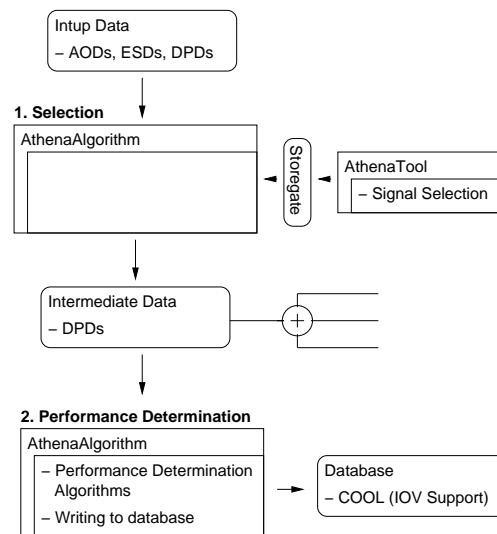 Intup Data
– AODs, ESDs, DPDs
1. Selection
AthenaAlgorithm
Storegate
AthenaTool
– Signal Selection
Intermediate Data
– DPDs
2. Performance Determination
AthenaAlgorithm
– Performance Determination
Algorithms
– Writing to database
Database
– COOL (IOV Support)